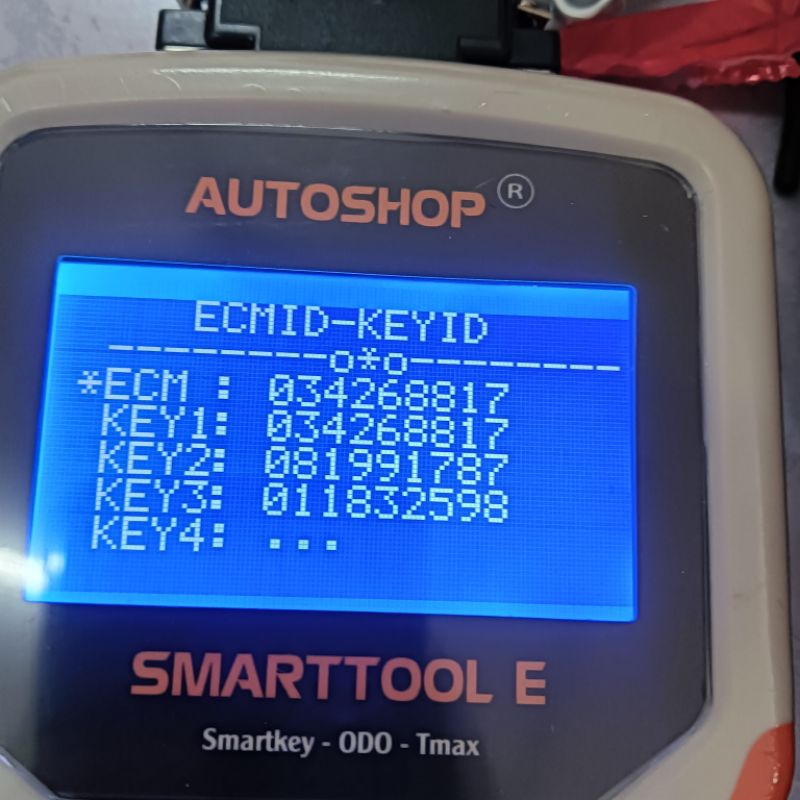 AUTOSHOP ®
ECMID-KEYID
--------o*o--------
*ECM : 034268817
KEY1: 034268817
KEY2: 081991787
KEY3: 011832598
KEY4: ...
SMARTTOOL E
Smartkey - ODO - Tmax